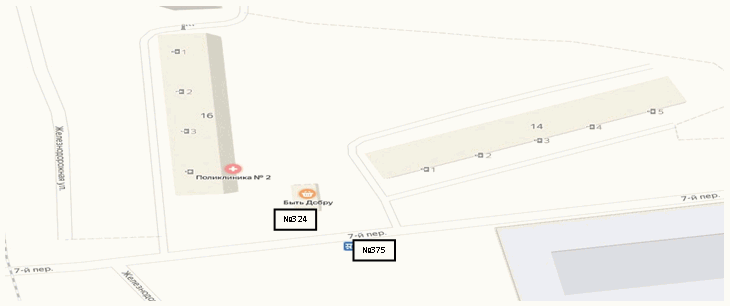 1
2
16
3
Поликлиника № 2
Железнодорожная ул.
14
5
4
3
2
1
Быть Добру
№324
7-й пер.
7-й пер.
№375
7-й пер.
Железнодо